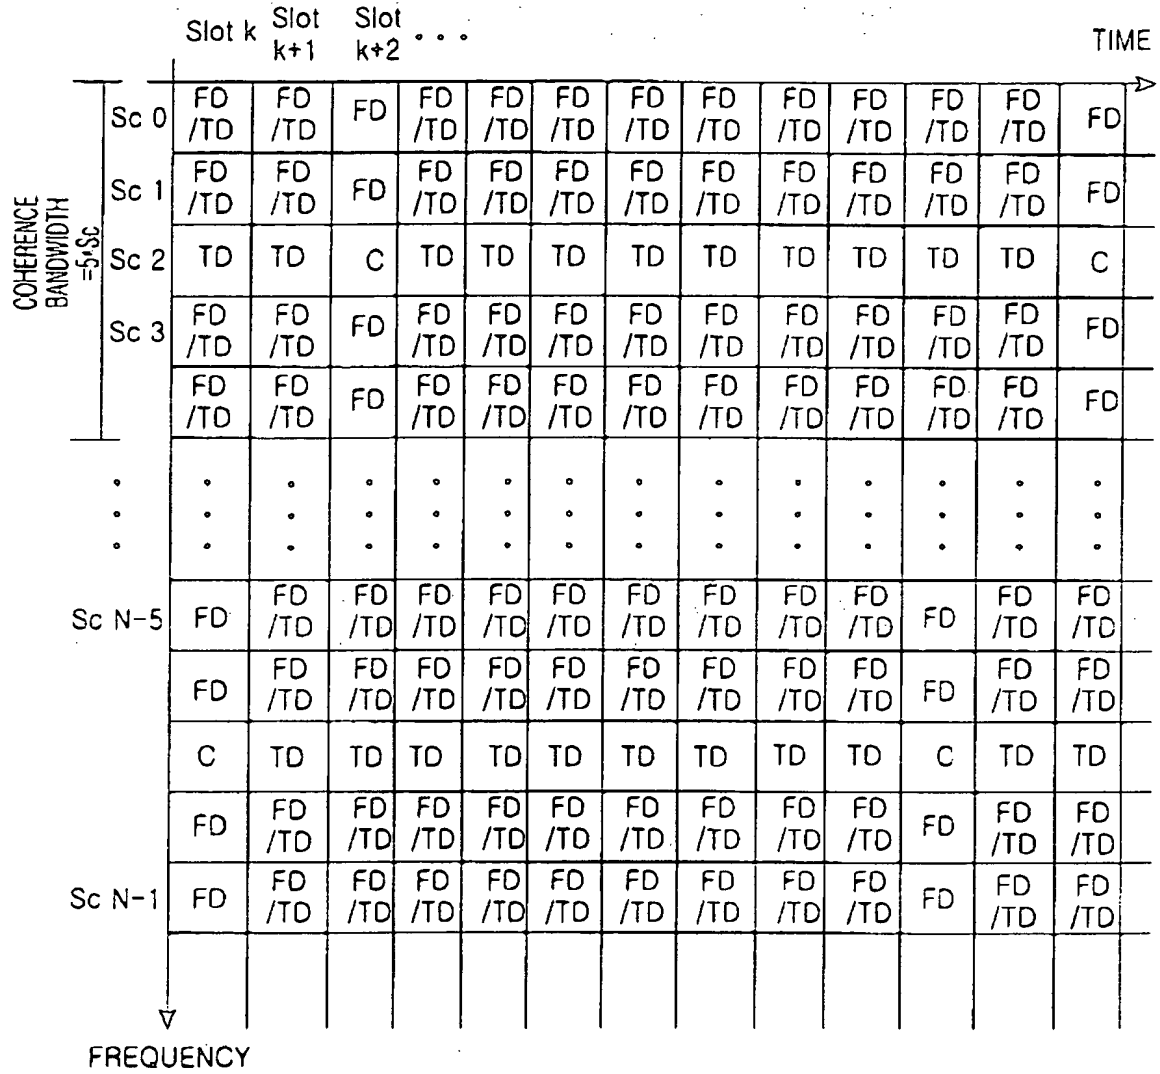 Slot k Slot k+1 Slot k+2 TIME
COHERENCE BANDWIDTH =5*Sc
Sc 0 FD/TD FD/TD FD FD/TD FD/TD FD/TD FD/TD FD/TD FD/TD FD/TD FD/TD FD/TD FD
Sc 1 FD/TD FD/TD FD FD/TD FD/TD FD/TD FD/TD FD/TD FD/TD FD/TD FD/TD FD/TD FD
Sc 2 TD TD C TD TD TD TD TD TD TD TD TD C
Sc 3 FD/TD FD/TD FD FD/TD FD/TD FD/TD FD/TD FD/TD FD/TD FD/TD FD/TD FD/TD FD
FD/TD FD/TD FD FD/TD FD/TD FD/TD FD/TD FD/TD FD/TD FD/TD FD/TD FD/TD FD
Sc N-5 FD FD/TD FD/TD FD/TD FD/TD FD/TD FD/TD FD/TD FD/TD FD/TD FD FD/TD FD/TD
FD FD/TD FD/TD FD/TD FD/TD FD/TD FD/TD FD/TD FD/TD FD/TD FD FD/TD FD/TD
C TD TD TD TD TD TD TD TD TD C TD TD
FD FD/TD FD/TD FD/TD FD/TD FD/TD FD/TD FD/TD FD/TD FD/TD FD FD/TD FD/TD
Sc N-1 FD FD/TD FD/TD FD/TD FD/TD FD/TD FD/TD FD/TD FD/TD FD/TD FD FD/TD FD/TD
FREQUENCY